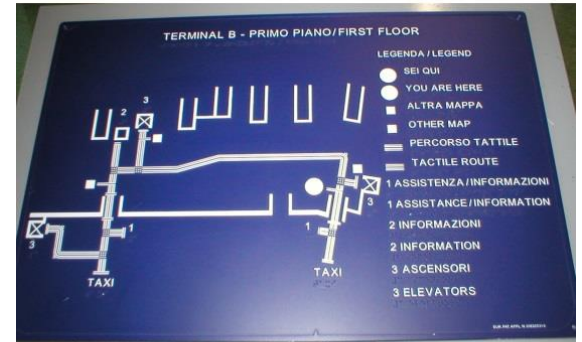 TERMINAL B - PRIMO PIANO/FIRST FLOOR
LEGENDA / LEGEND
SEI QUI
YOU ARE HERE
ALTRA MAPPA
OTHER MAP
PERCORSO TATTILE
TACTILE ROUTE
1 ASSISTENZA/INFORMAZIONI
1 ASSISTANCE/INFORMATION
2 INFORMAZIONI
2 INFORMATION
3 ASCENSORI
3 ELEVATORS
2
3
3
3
1
1
TAXI
TAXI